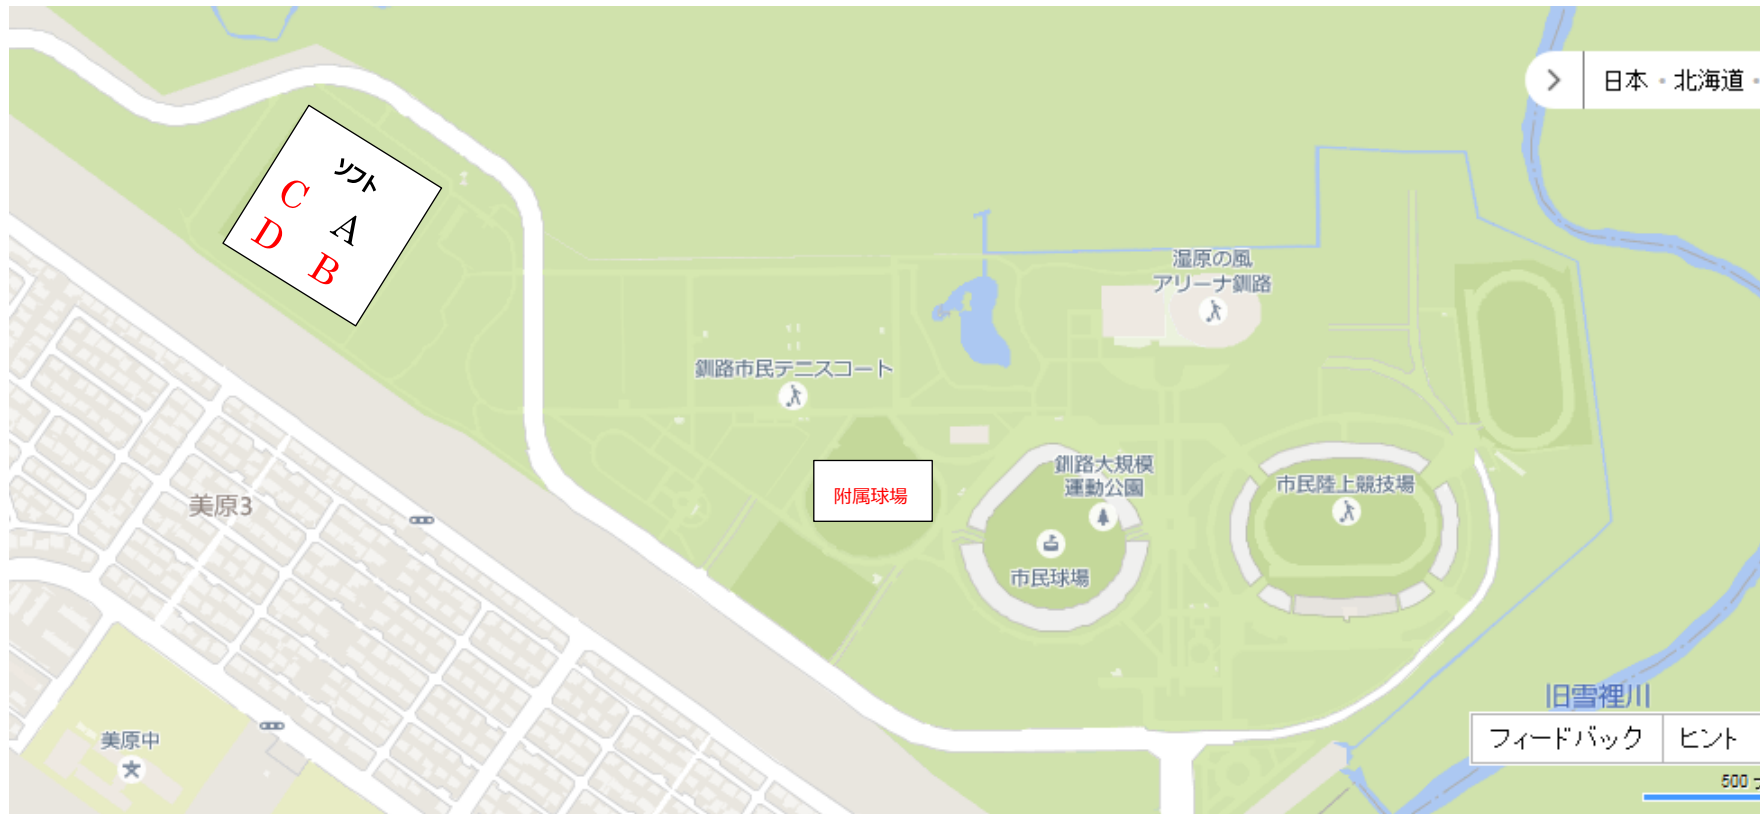 日本・北海道・
ソフト
C
A
D
B
湿原の風
アリーナ釧路
釧路市民テニスコート
釧路大規模
運動公園
市民陸上競技場
附属球場
美原3
市民球場
旧雪裡川
美原中
フィードバック
ヒント
500